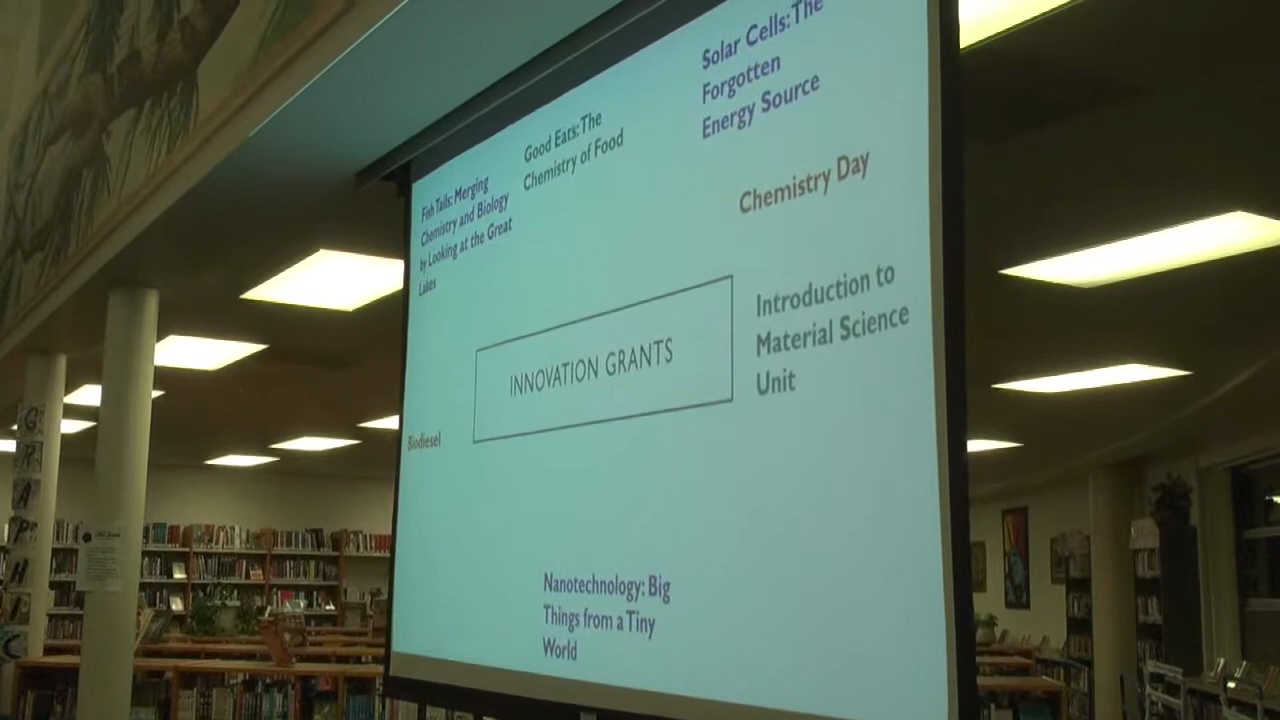 Solar Cells: The
Forgotten
Energy Source
Good Eats: The
Chemistry of Food
Fish Tails: Merging
Chemistry and Biology
by Looking at the Great
Lakes
Chemistry Day
Introduction to
Material Science
Unit
INNOVATION GRANTS
Biodiesel
Nanotechnology: Big
Things from a Tiny
World
G
R
A
P
H
I
C